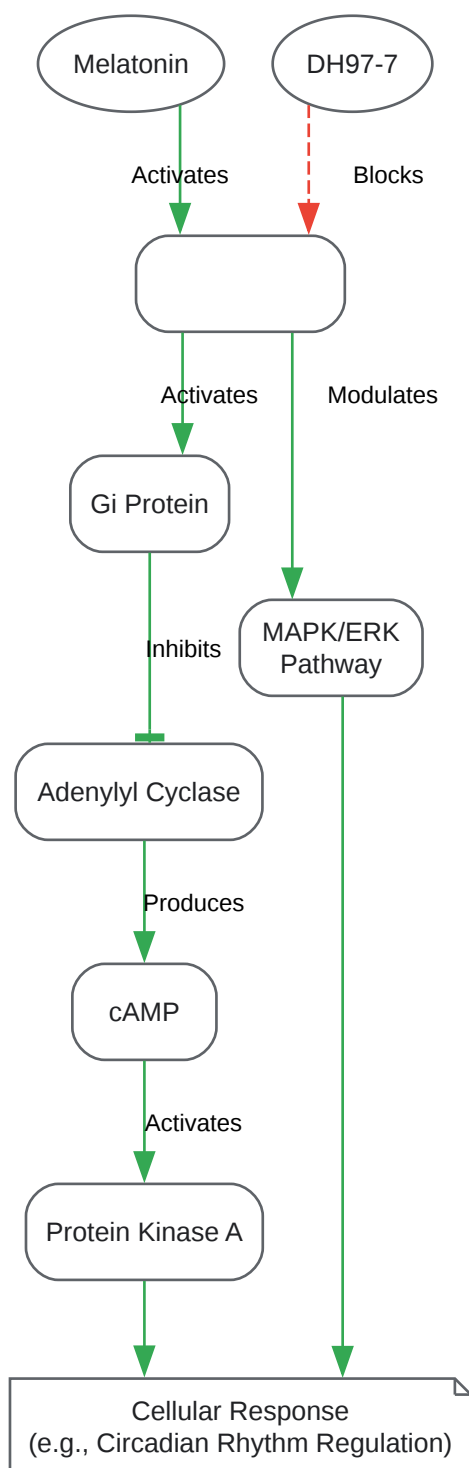 Melatonin
DH97-7
Activates
Blocks
Activates
Modulates
Gi Protein
Inhibits
MAPK/ERK
Pathway
Adenylyl Cyclase
Produces
cAMP
Activates
Protein Kinase A
Cellular Response
(e.g., Circadian Rhythm Regulation)